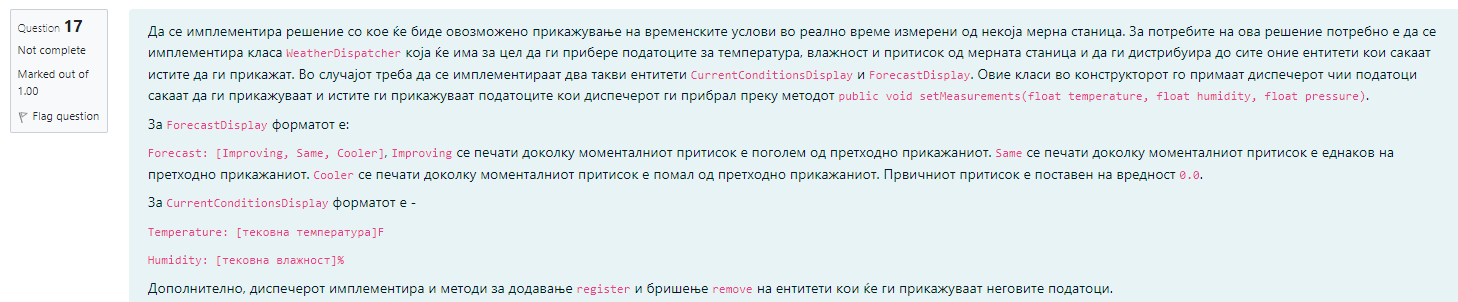 Question 17
Not complete
Marked out of
1.00
Flag question
Да се имплементира решение со кое ќе биде овозможено прикажување на временските услови во реално време измерени од некоја мерна станица. За потребите на ова решение потребно е да се
имплементира класа WeatherDispatcher која ќе има за цел да ги прибере податоците за температура, влажност и притисок од мерната станица и да ги дистрибуира до сите оние ентитети кои сакаат
истите да ги прикажат. Во случајот треба да се имплементираат два такви ентитети CurrentConditionsDisplay и ForecastDisplay. Овие класи во конструкторот го примаат диспечерот чии податоци
сакаат да ги прикажуваат и истите ги прикажуваат податоците кои диспечерот ги прибрал преку методот public void setMeasurements(float temperature, float humidity, float pressure).
За ForecastDisplay форматот е:
Forecast: [Improving, Same, Cooler], Improving се печати доколку моменталниот притисок е поголем од претходно прикажаниот. Same се печати доколку моменталниот притисок е еднаков на
претходно прикажаниот. Cooler се печати доколку моменталниот притисок е помал од претходно прикажаниот. Првичниот притисок е поставен на вредност 0.0.
За CurrentConditionsDisplay форматот е -
Temperature: [тековна температура]F
Humidity: [тековна влажност]%
Дополнително, диспечерот имплементира и методи за додавање register и бришење remove на ентитети кои ќе ги прикажуваат неговите податоци.